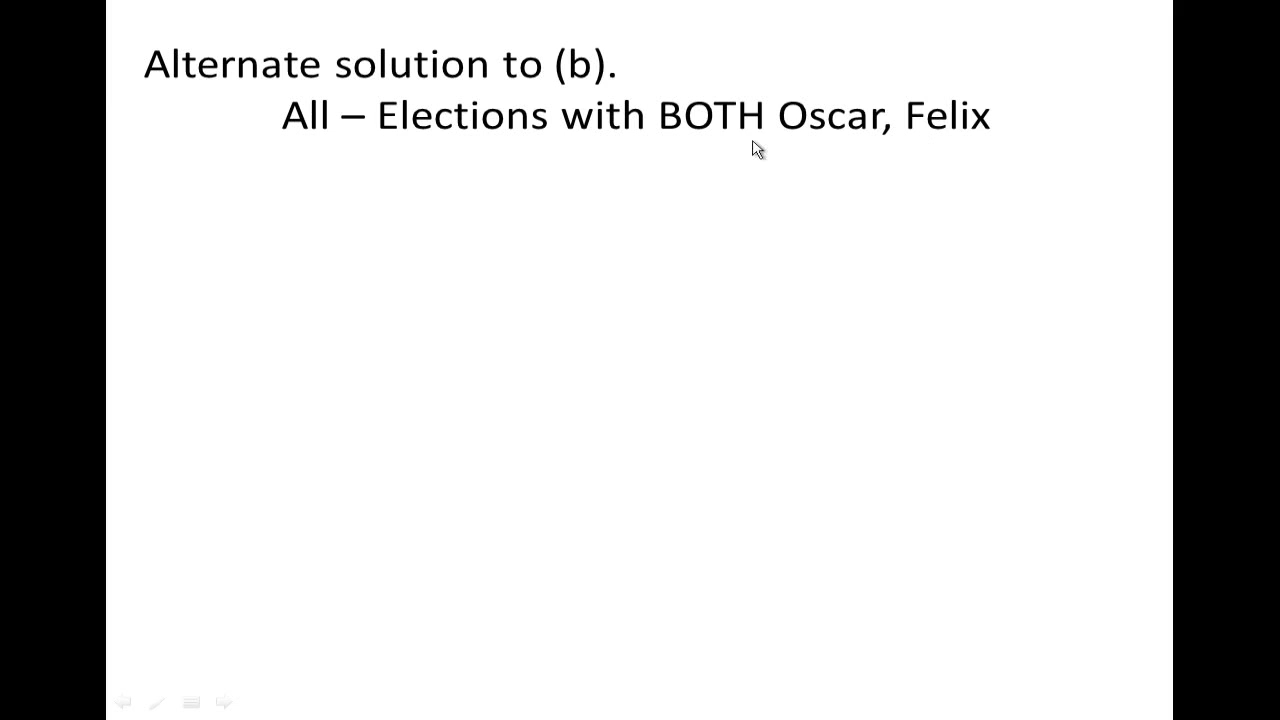 Alternate solution to (b).
All – Elections with BOTH Oscar, Felix